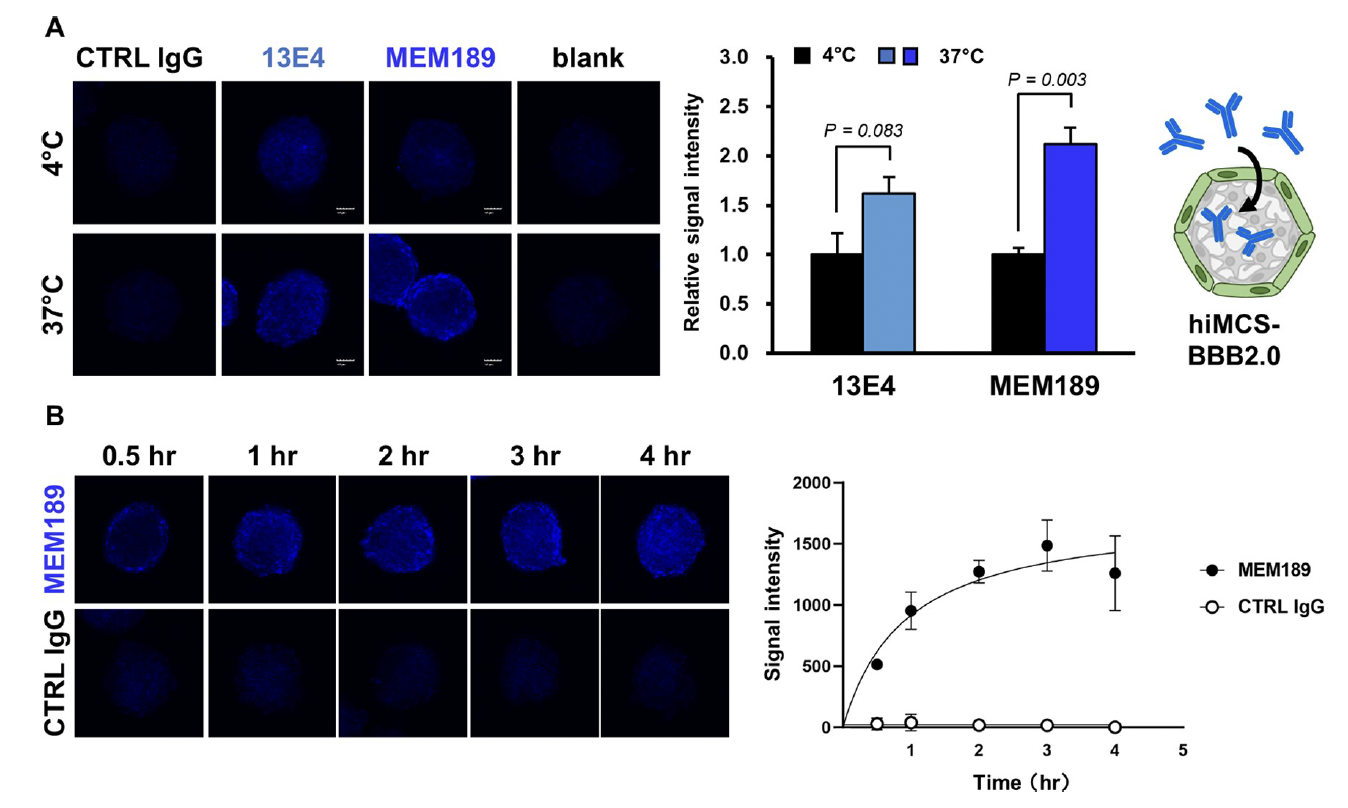 A
CTRL IgG 13E4 MEM189 blank
4°C
37°C
Relative signal intensity
3.0
2.5
2.0
1.5
1.0
0.5
0.0
4°C 37°C
P = 0.083
P = 0.003
13E4 MEM189
hiMCS-
BBB2.0
B
0.5 hr 1 hr 2 hr 3 hr 4 hr
MEM189
CTRL IgG
Signal intensity
2000
1500
1000
500
0
1 2 3 4 5
Time (hr)
MEM189
CTRL IgG